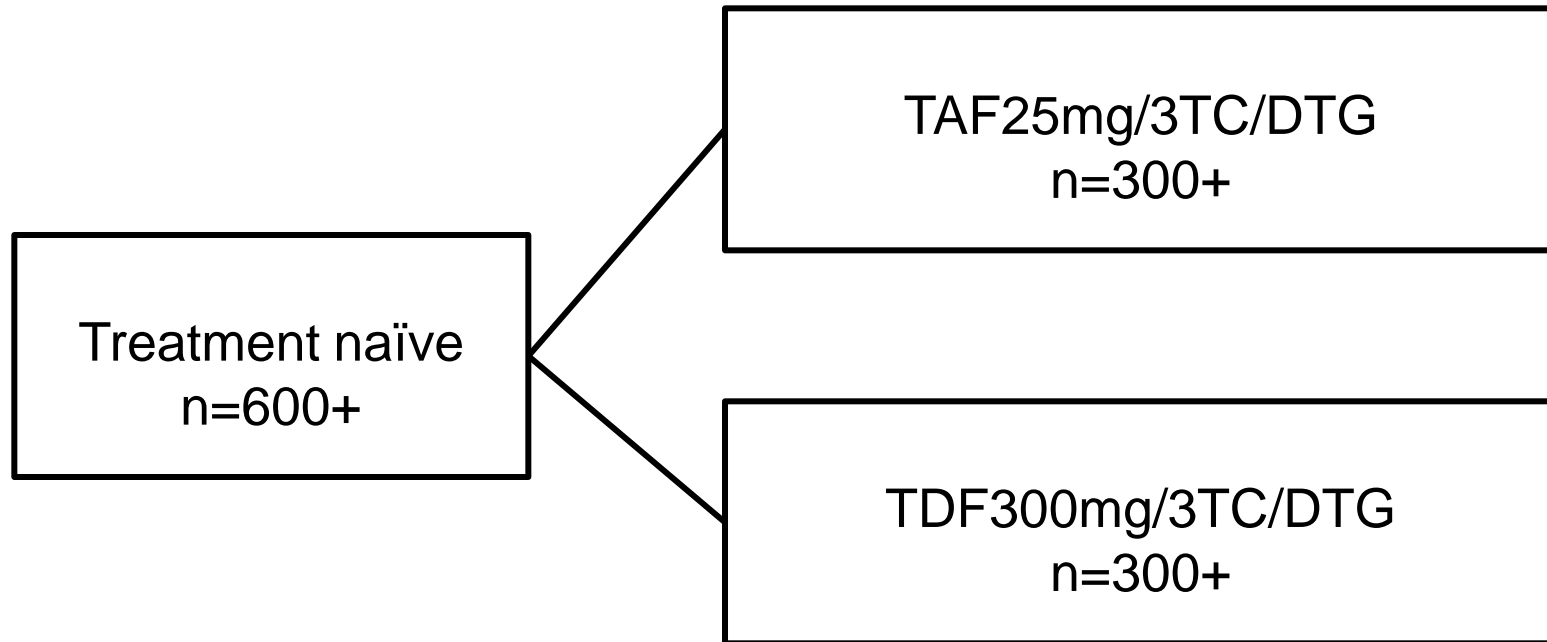 Treatment naïve
n=600+
TAF25mg/3TC/DTG
n=300+
TDF300mg/3TC/DTG
n=300+